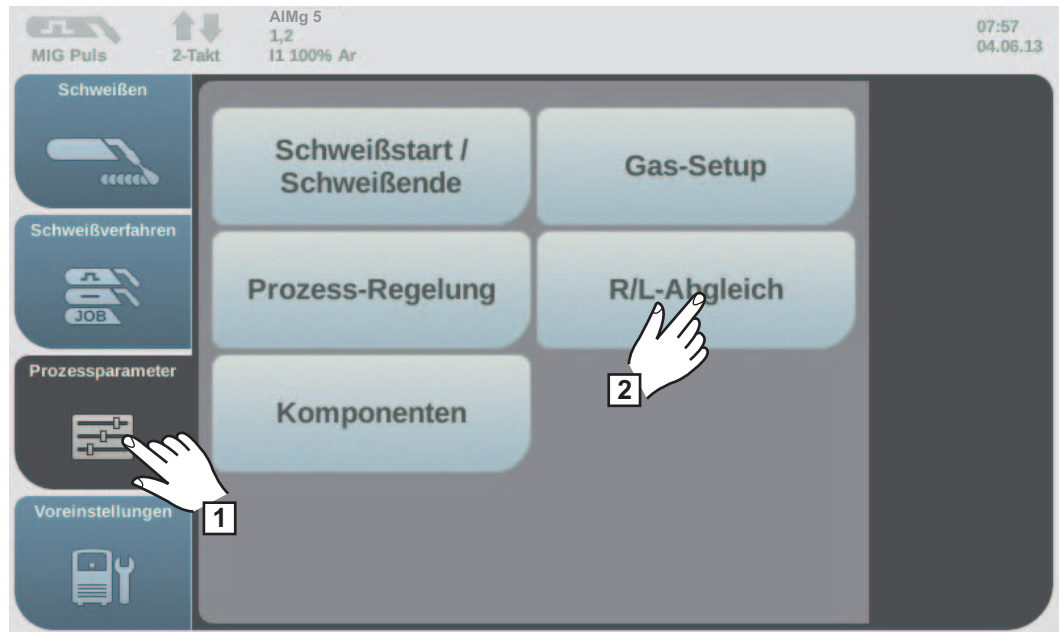 MIG Puls
2-Takt
AlMg 5
1,2
I1 100% Ar
07:57
04.06.13
Schweißen
Schweißverfahren
JOB
Prozessparameter
Voreinstellungen
Schweißstart /
Schweißende
Gas-Setup
Prozess-Regelung
R/L-Abgleich
Komponenten
1
2